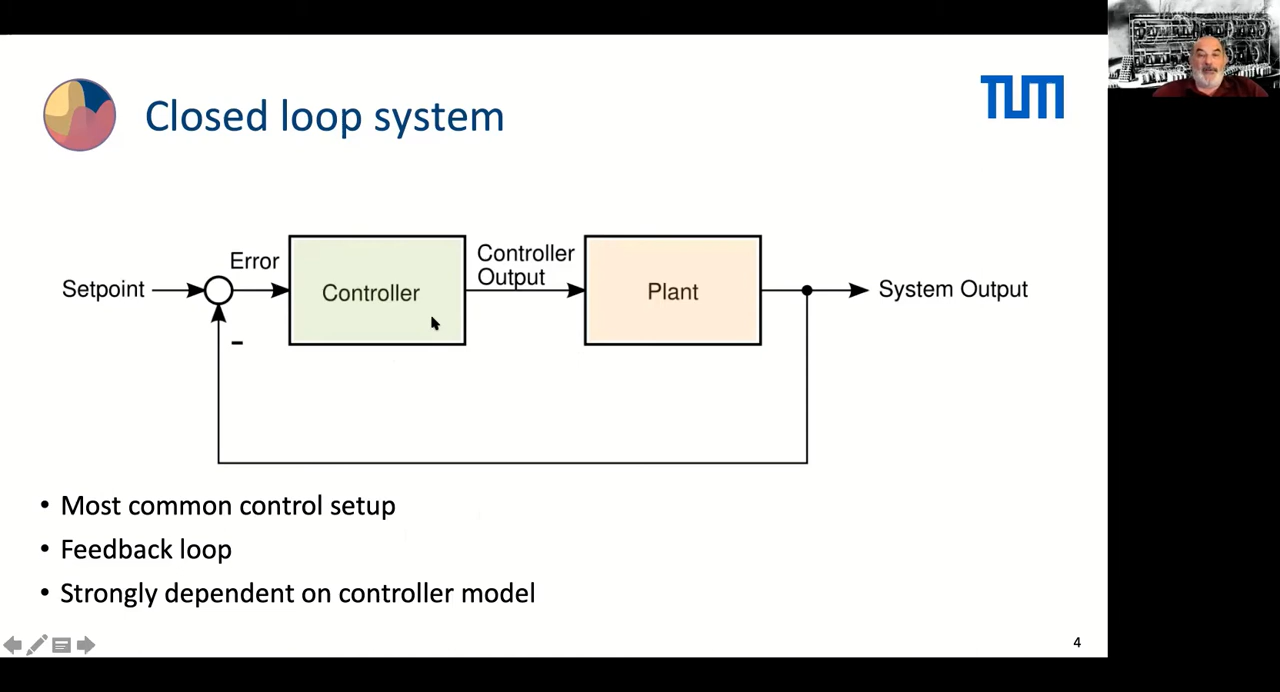 Closed loop system
TUM
Error
Controller
Output
Setpoint
Controller
Plant
System Output
-
• Most common control setup
• Feedback loop
• Strongly dependent on controller model
4